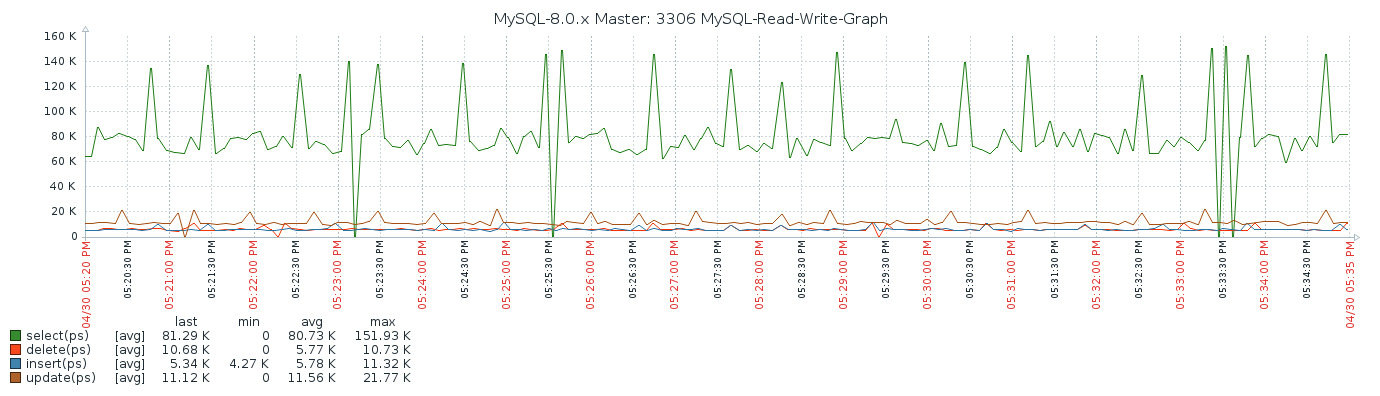 MySQL-8.0.x Master: 3306 MySQL-Read-Write-Graph
160 K
140 K
120 K
100 K
80 K
60 K
40 K
20 K
0
04/30 05:20 PM
05:20:30 PM
05:21:00 PM
05:21:30 PM
05:22:00 PM
05:22:30 PM
05:23:00 PM
05:23:30 PM
05:24:00 PM
05:24:30 PM
05:25:00 PM
05:25:30 PM
05:26:00 PM
05:26:30 PM
05:27:00 PM
05:27:30 PM
05:28:00 PM
05:28:30 PM
05:29:00 PM
05:29:30 PM
05:30:00 PM
05:30:30 PM
05:31:00 PM
05:31:30 PM
05:32:00 PM
05:32:30 PM
05:33:00 PM
05:33:30 PM
05:34:00 PM
05:34:30 PM
04/30 05:35 PM
last min avg max
select(ps) [avg] 81.29 K 0 80.73 K 151.93 K
delete(ps) [avg] 10.68 K 0 5.77 K 10.73 K
insert(ps) [avg] 5.34 K 4.27 K 5.78 K 11.32 K
update(ps) [avg] 11.12 K 0 11.56 K 21.77 K